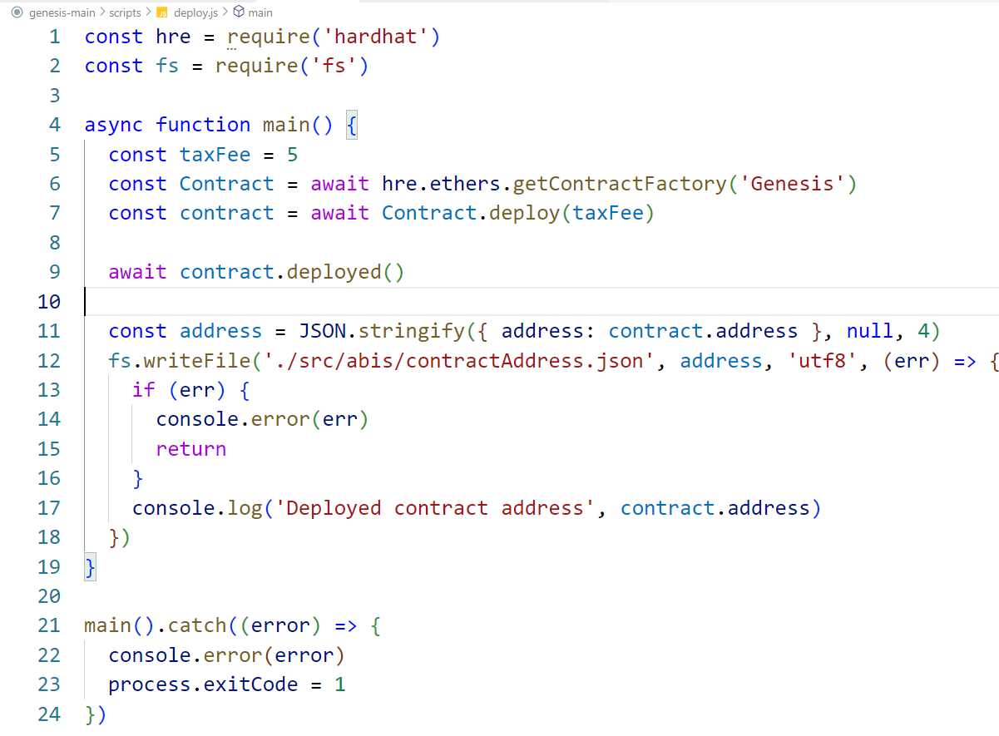 genesis-main > scripts > JS deploy.js > main
1 const hre = require('hardhat')
2 const fs = require('fs')
3
4 async function main() {
5   const taxFee = 5
6   const Contract = await hre.ethers.getContractFactory('Genesis')
7   const contract = await Contract.deploy(taxFee)
8
9   await contract.deployed()
10
11   const address = JSON.stringify({ address: contract.address }, null, 4)
12   fs.writeFile('./src/abis/contractAddress.json', address, 'utf8', (err) => {
13     if (err) {
14       console.error(err)
15       return
16     }
17     console.log('Deployed contract address', contract.address)
18   })
19 }
20
21 main().catch((error) => {
22   console.error(error)
23   process.exitCode = 1
24 })